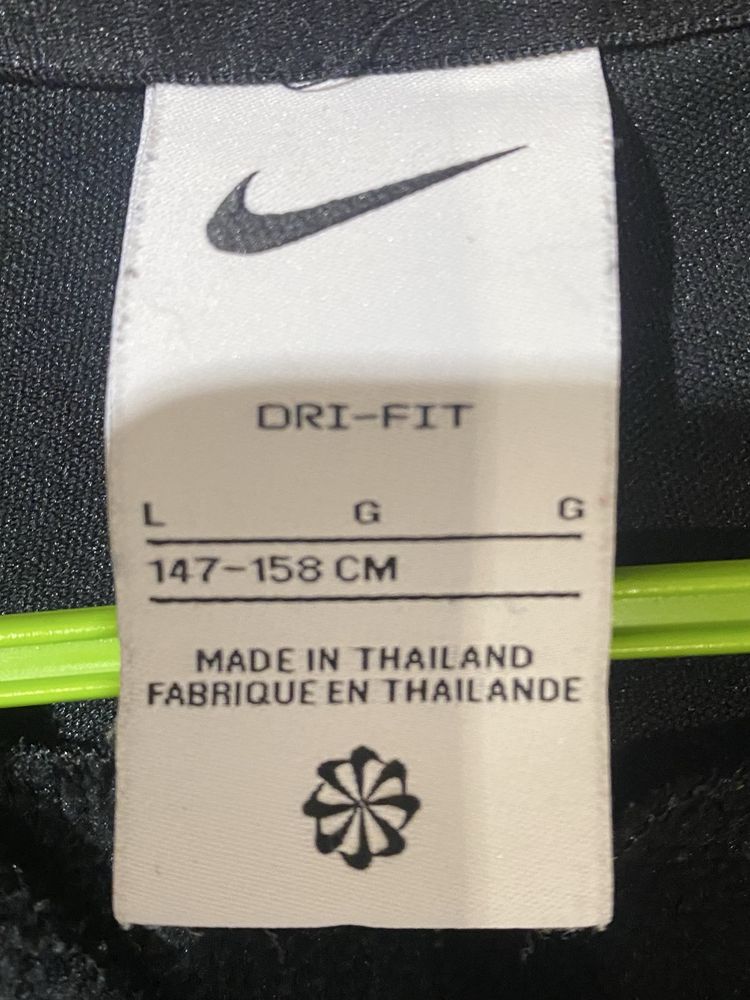 DRI-FIT
L G G
147-158 CM
MADE IN THAILAND
FABRIQUE EN THAILANDE